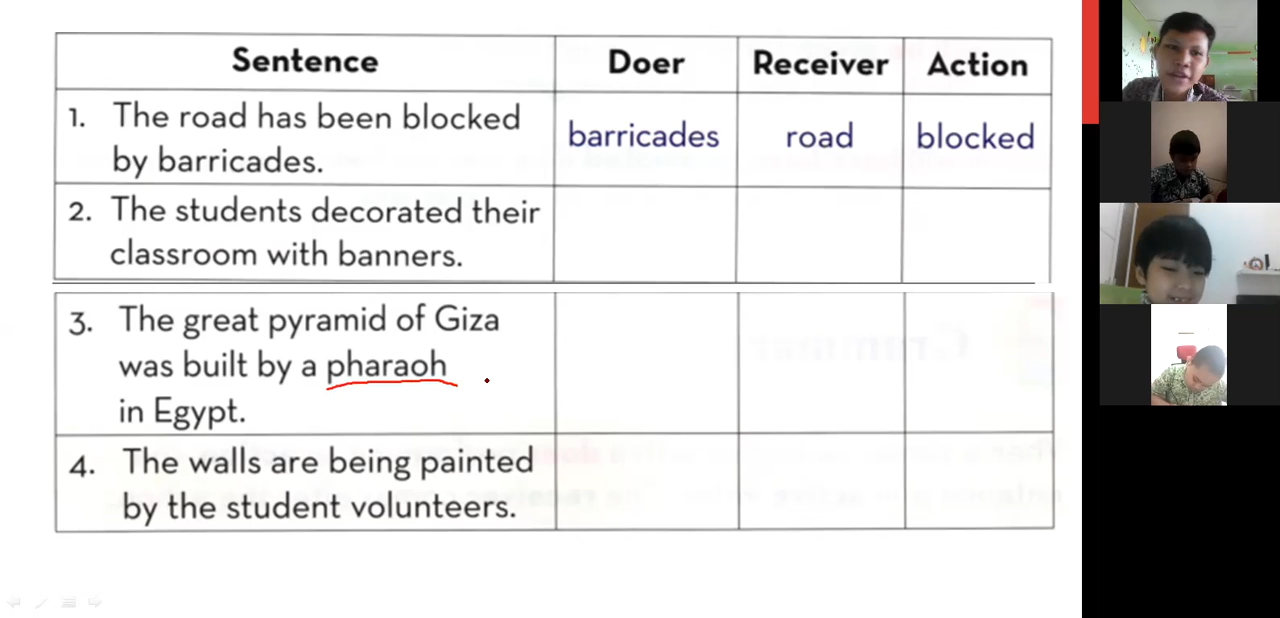 Sentence Doer Receiver Action
1. The road has been blocked
by barricades.
barricades road blocked
2. The students decorated their
classroom with banners.
3. The great pyramid of Giza
was built by a pharaoh
in Egypt.
4. The walls are being painted
by the student volunteers.